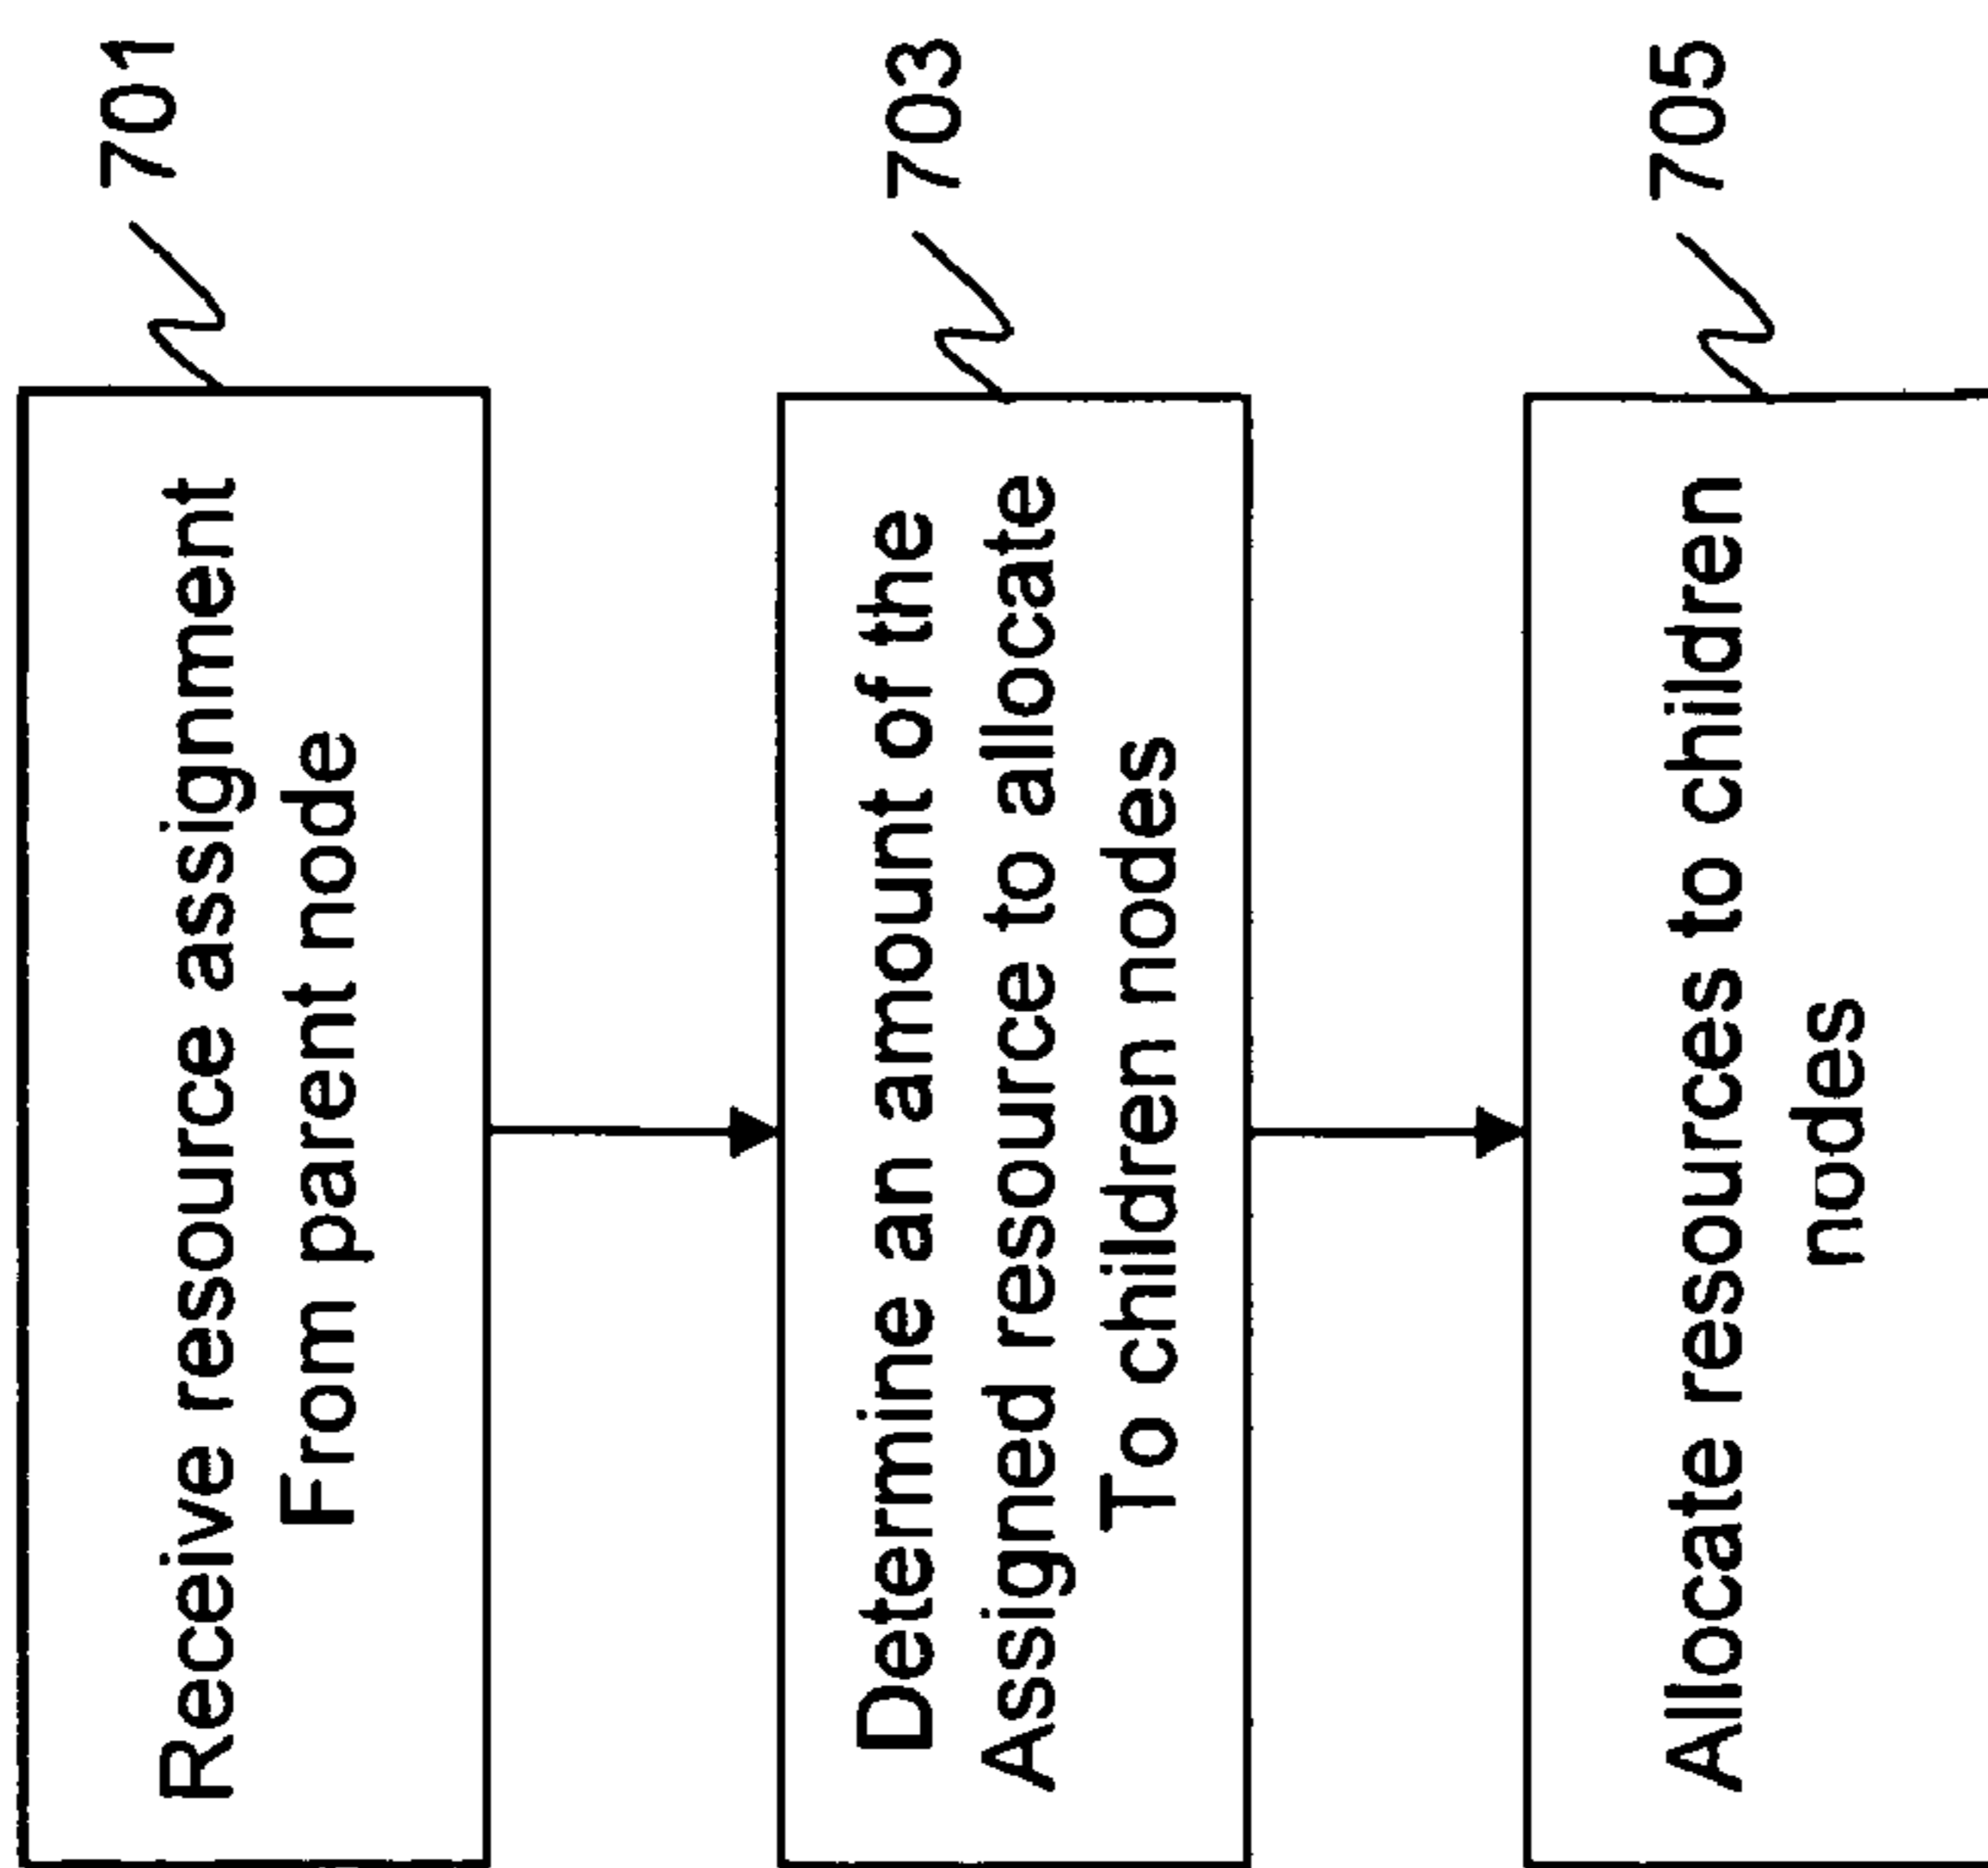 Receive resource assignment
From parent node
701
Determine an amount of the
Assigned resource to allocate
To children nodes
703
Allocate resources to children
nodes
705